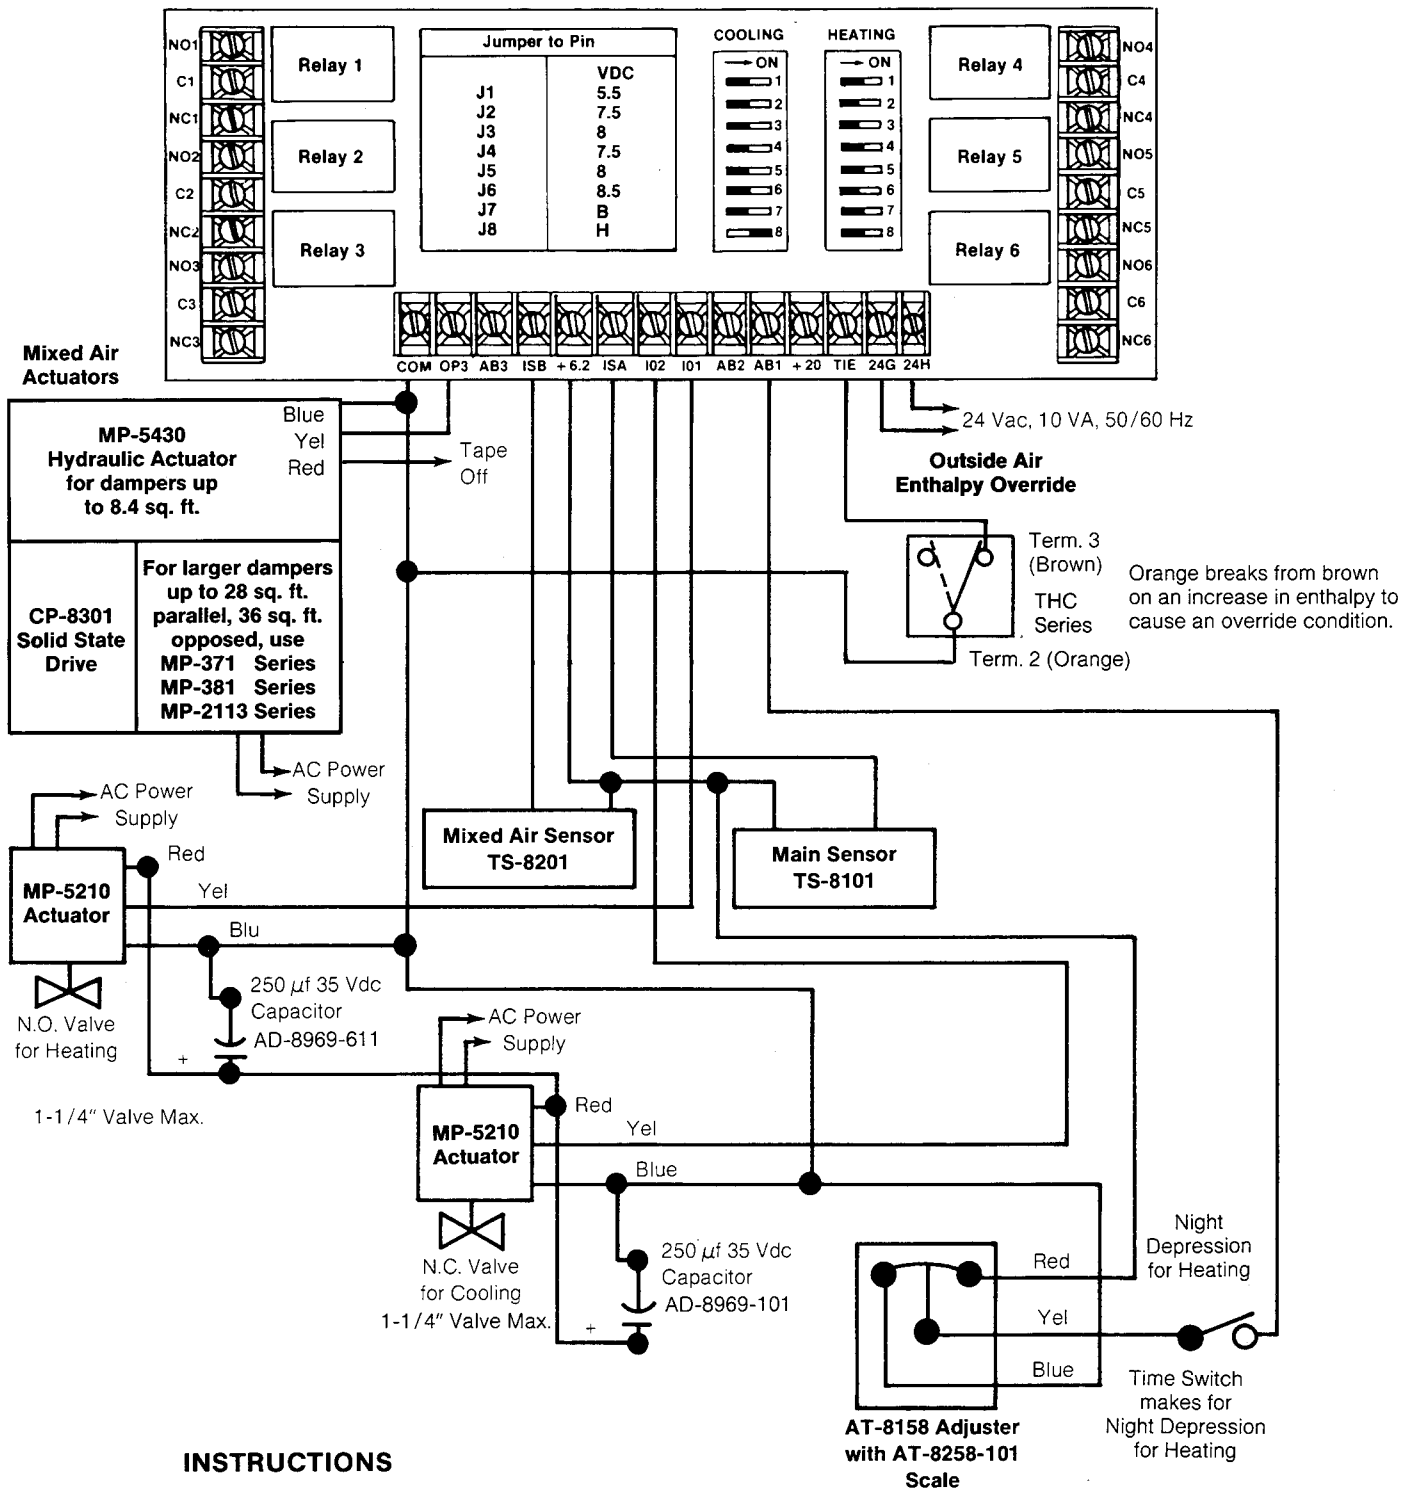 NO1
C1
NC1
NO2
C2
NC2
NO3
C3
NC3
Relay 1
Relay 2
Relay 3
Jumper to Pin
VDC
J1 5.5
J2 7.5
J3 8
J4 7.5
J5 8
J6 8.5
J7 B
J8 H
COOLING
→ ON
1
2
3
4
5
6
7
8
HEATING
→ ON
1
2
3
4
5
6
7
8
Relay 4
Relay 5
Relay 6
NO4
C4
NC4
NO5
C5
NC5
NO6
C6
NC6
COM OP3 AB3 ISB + 6.2 ISA I02 I01 AB2 AB1 + 20 TIE 24G 24H
Mixed Air
Actuators
MP-5430
Hydraulic Actuator
for dampers up
to 8.4 sq. ft.
Blue
Yel
Red
Tape
Off
CP-8301
Solid State
Drive
For larger dampers
up to 28 sq. ft.
parallel, 36 sq. ft.
opposed, use
MP-371 Series
MP-381 Series
MP-2113 Series
AC Power
Supply
24 Vac, 10 VA, 50/60 Hz
Outside Air
Enthalpy Override
Term. 3
(Brown)
THC
Series
Term. 2 (Orange)
Orange breaks from brown
on an increase in enthalpy to
cause an override condition.
AC Power
Supply
MP-5210
Actuator
Red
Yel
Blu
N.O. Valve
for Heating
250 µf 35 Vdc
Capacitor
AD-8969-611
+
1-1/4" Valve Max.
Mixed Air Sensor
TS-8201
Main Sensor
TS-8101
AC Power
Supply
MP-5210
Actuator
Red
Yel
Blue
N.C. Valve
for Cooling
1-1/4" Valve Max.
250 µf 35 Vdc
Capacitor
AD-8969-101
+
Red
Yel
Blue
Night
Depression
for Heating
Time Switch
makes for
Night Depression
for Heating
AT-8158 Adjuster
with AT-8258-101
Scale
INSTRUCTIONS